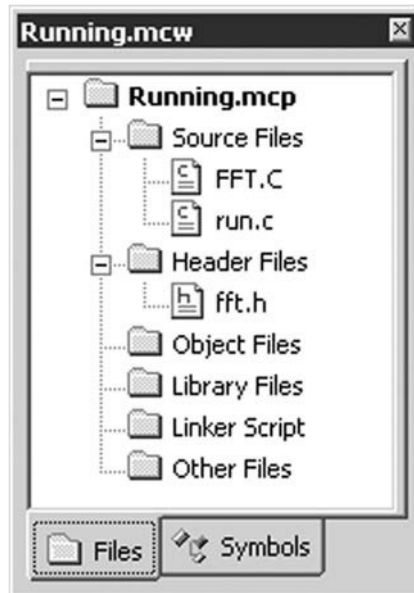 Running.mcw
Running.mcp
Source Files
FFT.C
run.c
Header Files
fft.h
Object Files
Library Files
Linker Script
Other Files
Files Symbols